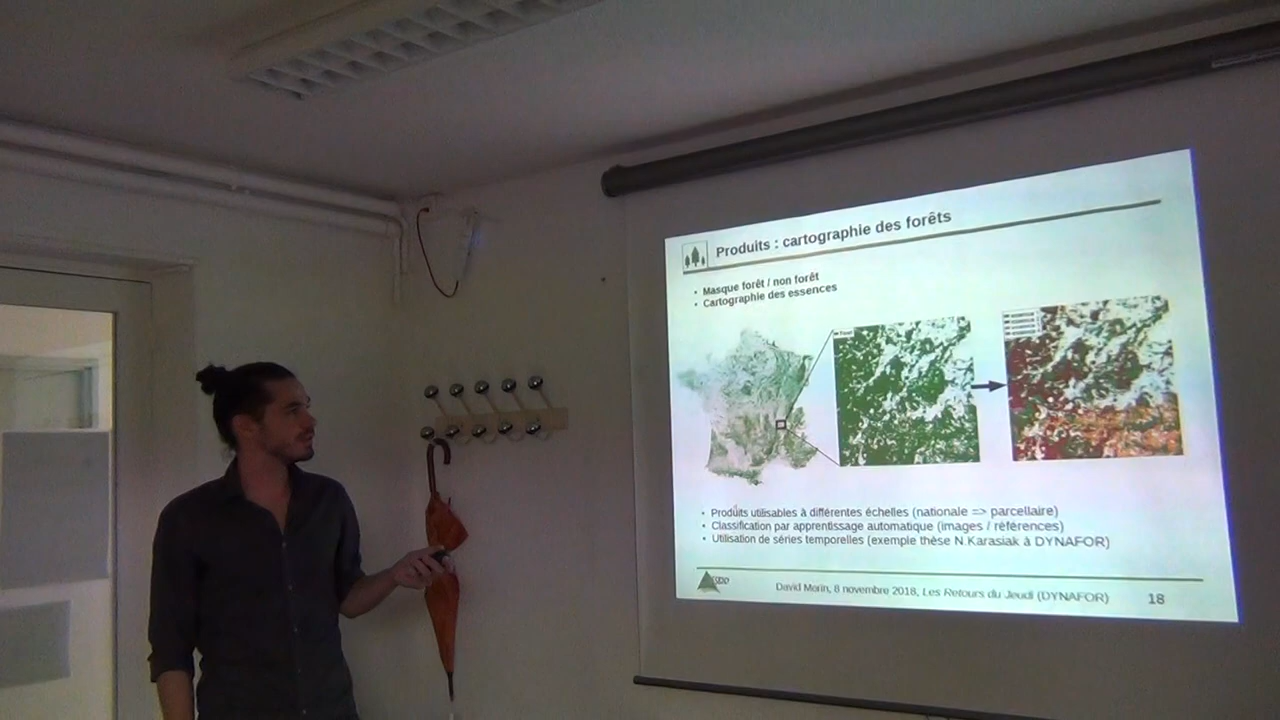 Produits : cartographie des forêts
• Masque forêt / non forêt
• Cartographie des essences
• Produits utilisables à différentes échelles (nationale => parcellaire)
• Classification par apprentissage automatique (images / références)
• Utilisation de séries temporelles (exemple thèse N Karasiak à DYNAFOR)
David Morin, 8 novembre 2018, Les Retours du Jeudi (DYNAFOR)
18